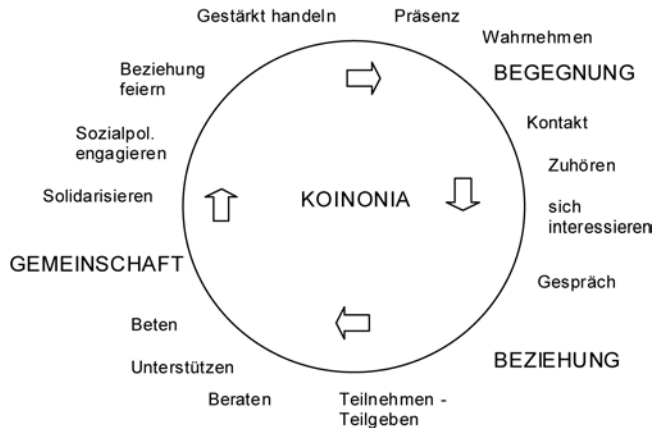 Gestärkt handeln
Präsenz
Wahrnehmen
BEGEGNUNG
Kontakt
Zuhören
sich
interessieren
Gespräch
BEZIEHUNG
Teilnehmen -
Teilgeben
Beraten
Unterstützen
Beten
GEMEINSCHAFT
Solidarisieren
Sozialpol.
engagieren
Beziehung
feiern
KOINONIA